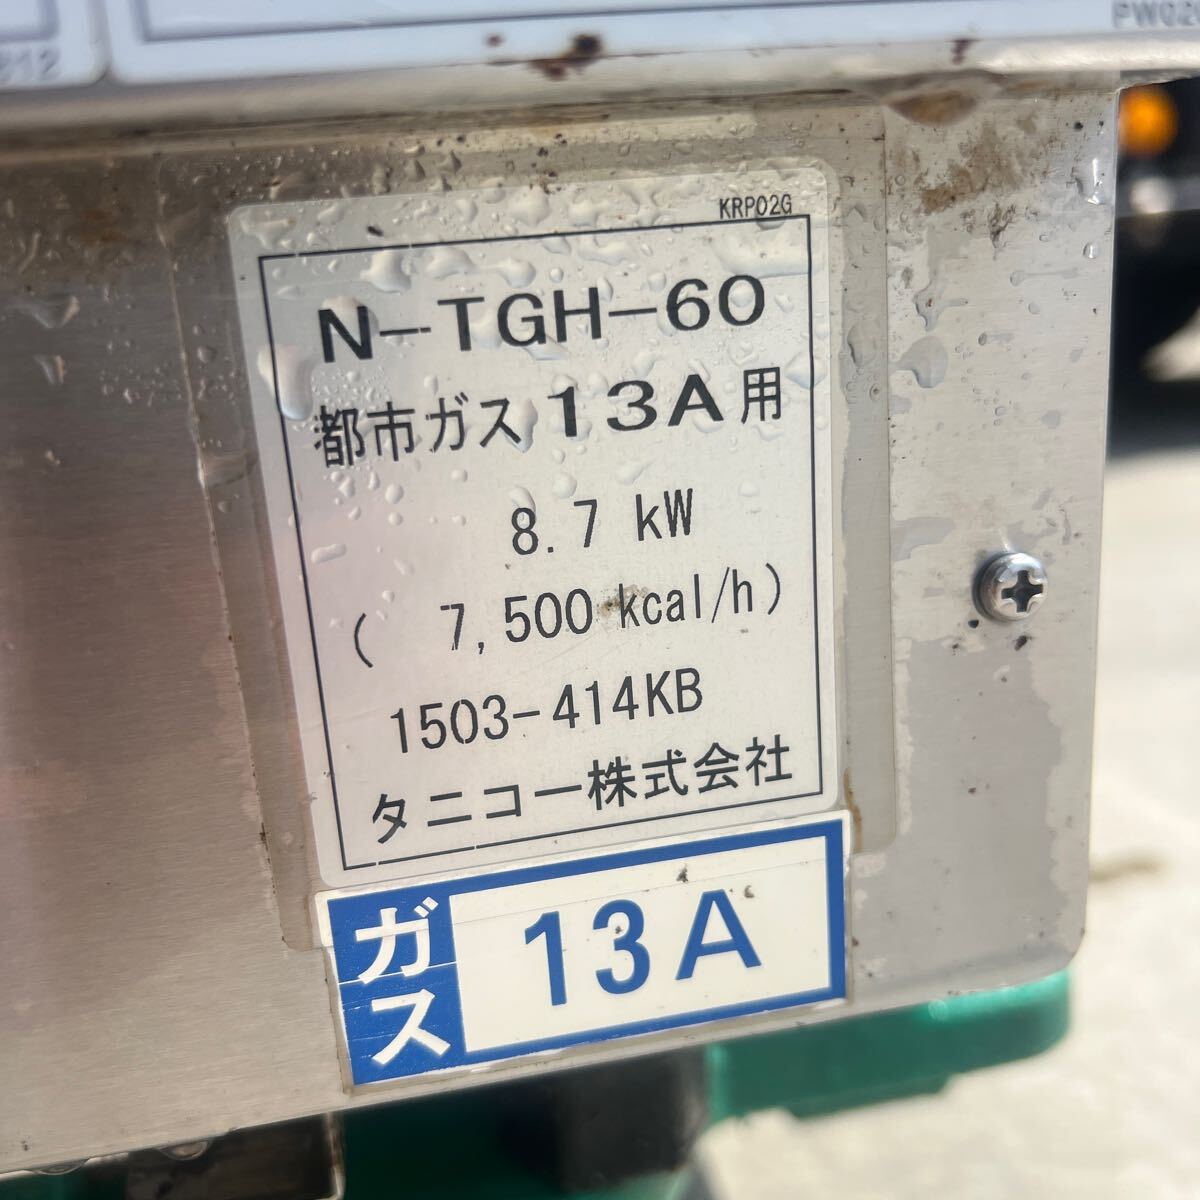 KRP02G
N-TGH-60
都市ガス 13A用
8.7 kW
( 7,500 kcal/h)
1503-414KB
タニコー株式会社
ガス 13A